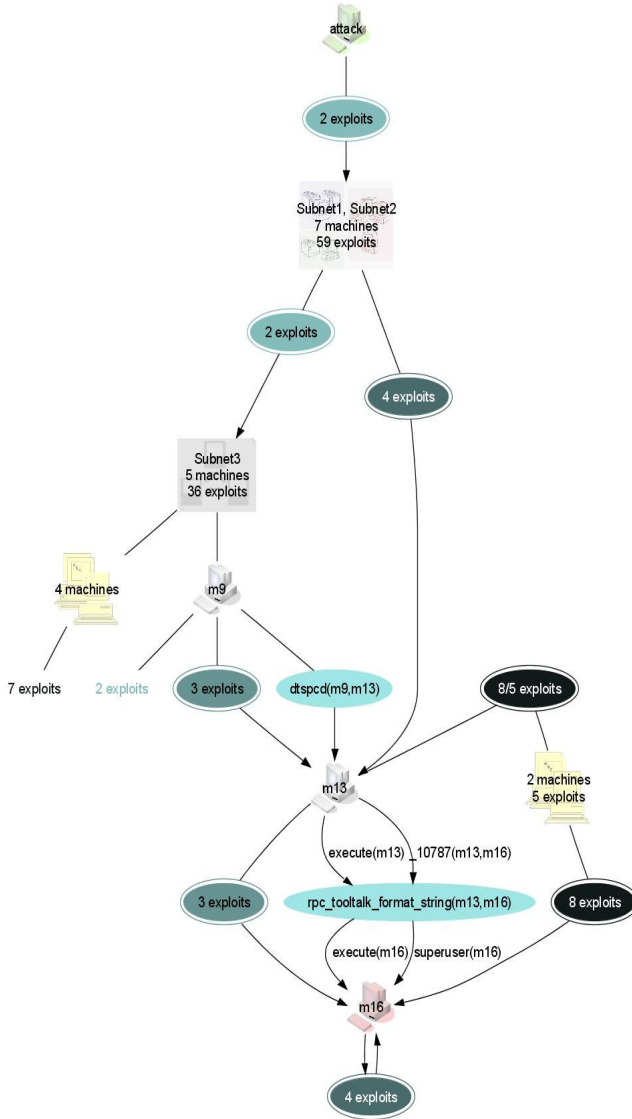 attack
2 exploits
Subnet1, Subnet2
7 machines
59 exploits
2 exploits
4 exploits
Subnet3
5 machines
36 exploits
4 machines
m9
7 exploits
2 exploits
3 exploits
dtspcd(m9,m13)
8/5 exploits
m13
2 machines
5 exploits
execute(m13)
_10787(m13,m16)
3 exploits
rpc_tooltalk_format_string(m13,m16)
8 exploits
execute(m16)
superuser(m16)
m16
4 exploits